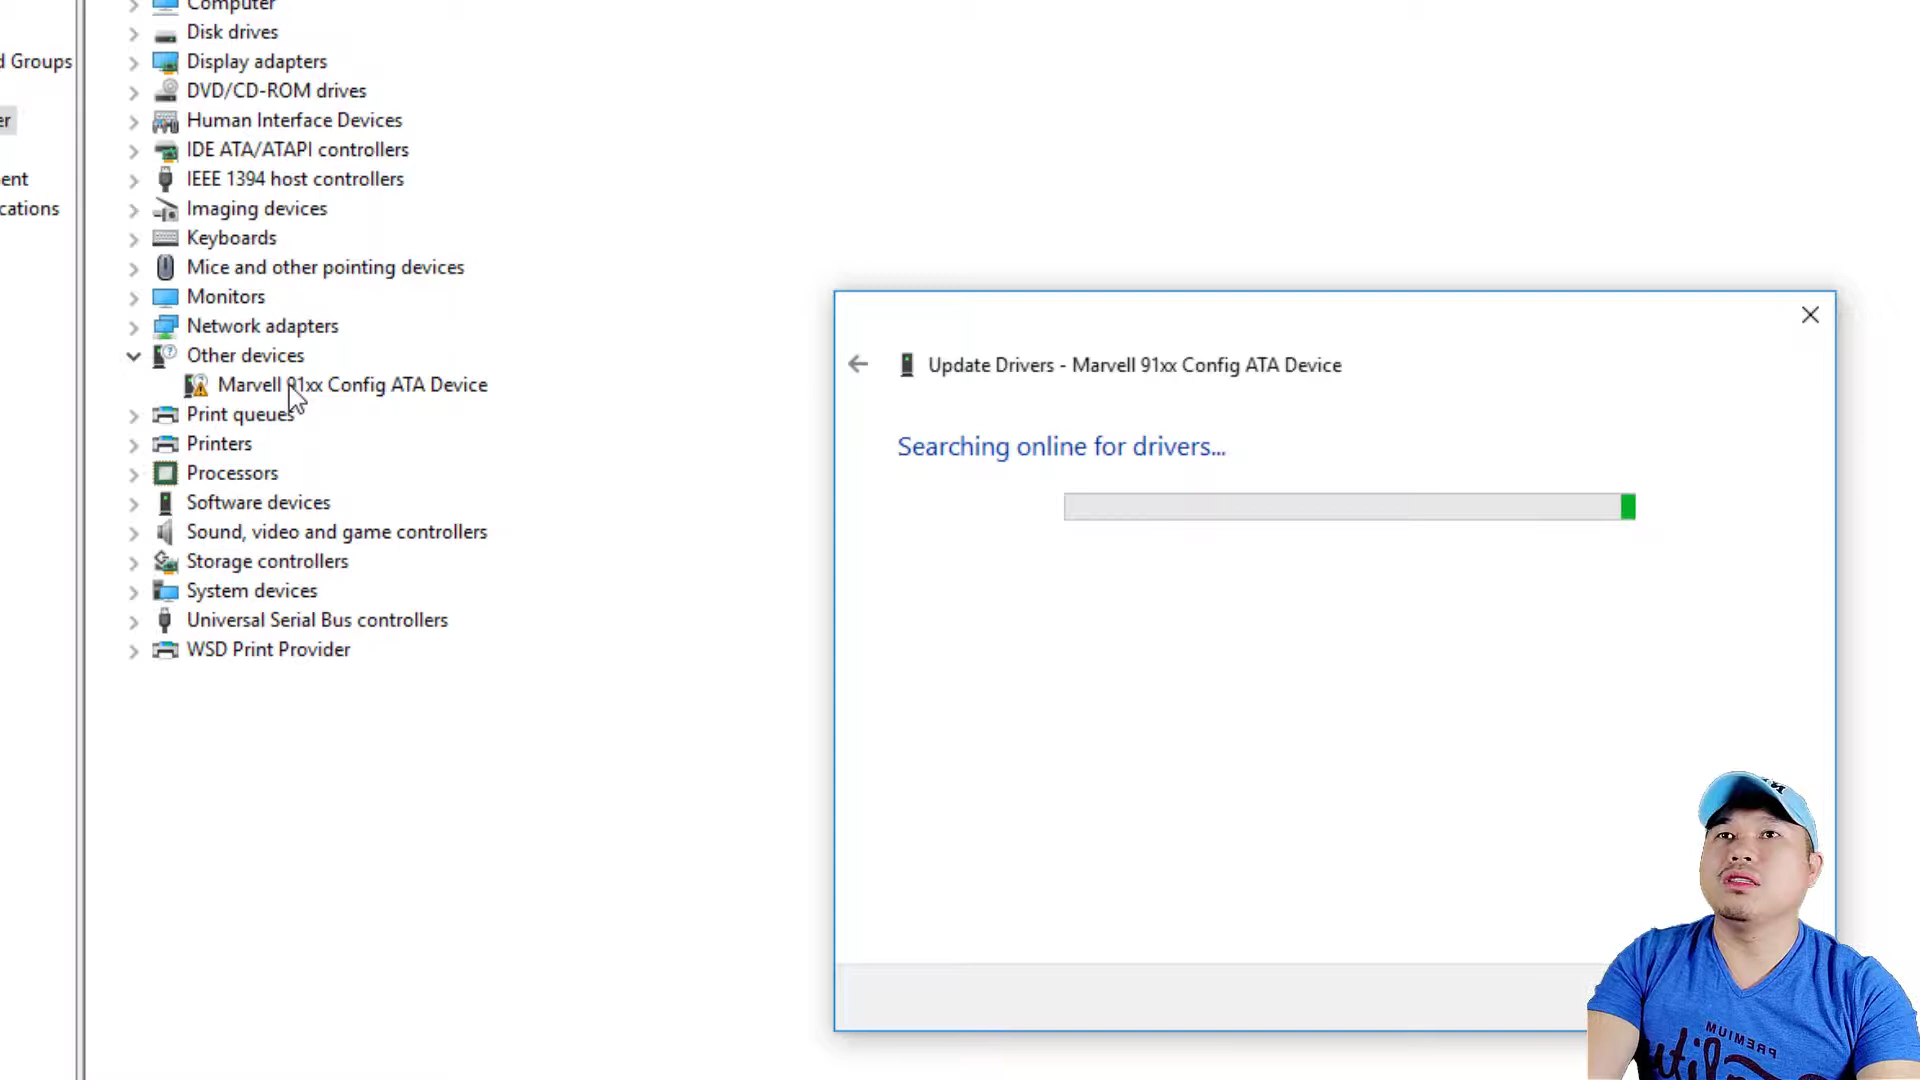 Computer
Disk drives
d Groups
Display adapters
DVD/CD-ROM drives
er
Human Interface Devices
IDE ATA/ATAPI controllers
ent
IEEE 1394 host controllers
cations
Imaging devices
Keyboards
Mice and other pointing devices
Monitors
Network adapters
Other devices
Marvell 91xx Config ATA Device
Print queues
Printers
Processors
Software devices
Sound, video and game controllers
Storage controllers
System devices
Universal Serial Bus controllers
WSD Print Provider
Update Drivers - Marvell 91xx Config ATA Device
Searching online for drivers...
PREMIUM